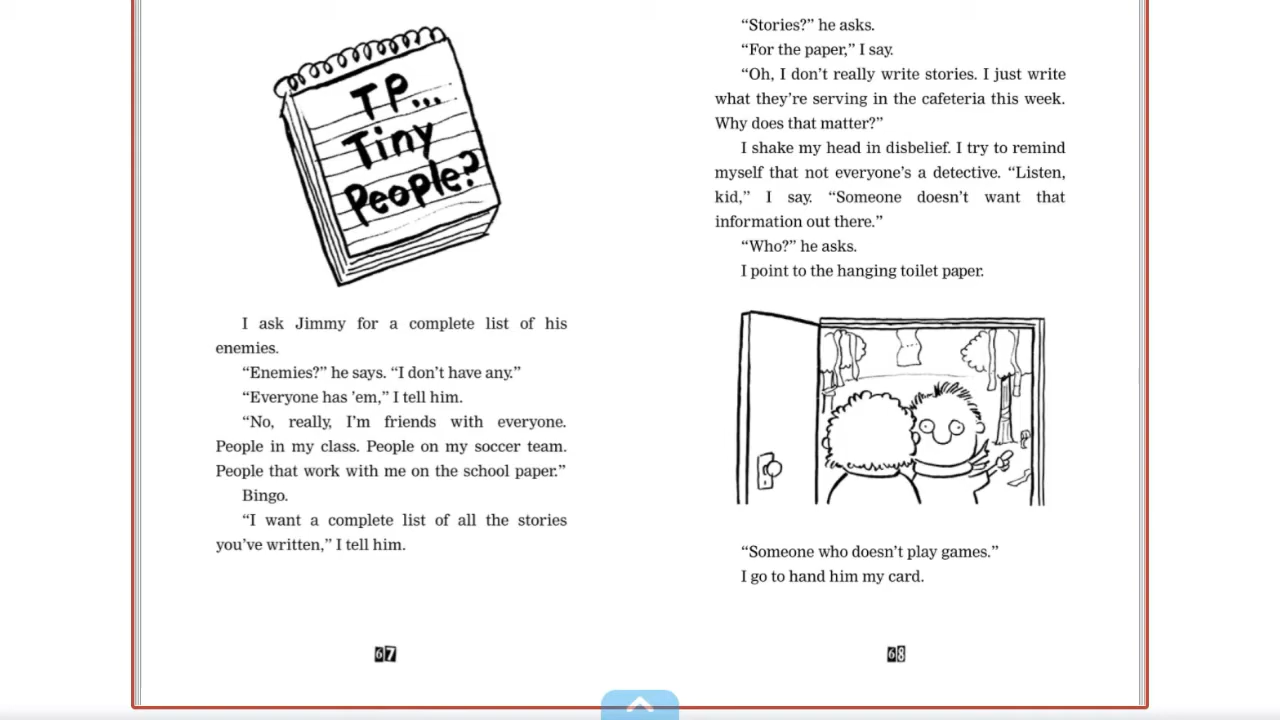 TP...
Tiny
People?
I ask Jimmy for a complete list of his
enemies.
“Enemies?” he says. “I don’t have any.”
“Everyone has ’em,” I tell him.
“No, really, I’m friends with everyone.
People in my class. People on my soccer team.
People that work with me on the school paper.”
Bingo.
“I want a complete list of all the stories
you’ve written,” I tell him.
67
“Stories?” he asks.
“For the paper,” I say.
“Oh, I don’t really write stories. I just write
what they’re serving in the cafeteria this week.
Why does that matter?”
I shake my head in disbelief. I try to remind
myself that not everyone’s a detective. “Listen,
kid,” I say. “Someone doesn’t want that
information out there.”
“Who?” he asks.
I point to the hanging toilet paper.
“Someone who doesn’t play games.”
I go to hand him my card.
68